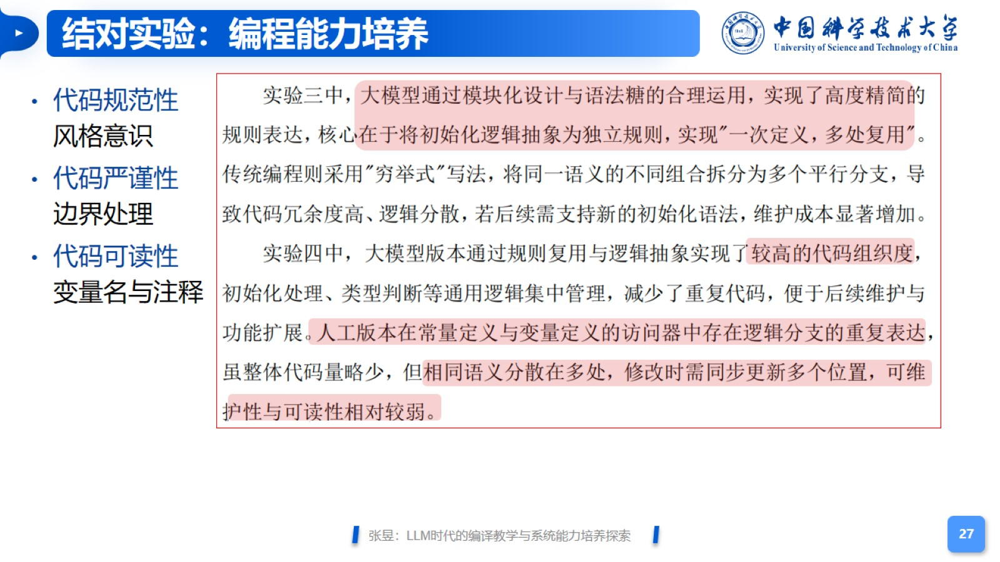 结对实验：编程能力培养
中国科学技术大学
University of Science and Technology of China
• 代码规范性
风格意识
• 代码严谨性
边界处理
• 代码可读性
变量名与注释
实验三中，大模型通过模块化设计与语法糖的合理运用，实现了高度精简的
规则表达，核心在于将初始化逻辑抽象为独立规则，实现"一次定义，多处复用"。
传统编程则采用"穷举式"写法，将同一语义的不同组合拆分为多个平行分支，导
致代码冗余度高、逻辑分散，若后续需支持新的初始化语法，维护成本显著增加。
实验四中，大模型版本通过规则复用与逻辑抽象实现了较高的代码组织度，
初始化处理、类型判断等通用逻辑集中管理，减少了重复代码，便于后续维护与
功能扩展。人工版本在常量定义与变量定义的访问器中存在逻辑分支的重复表达，
虽整体代码量略少，但相同语义分散在多处，修改时需同步更新多个位置，可维
护性与可读性相对较弱。
张昱：LLM时代的编译教学与系统能力培养探索
27